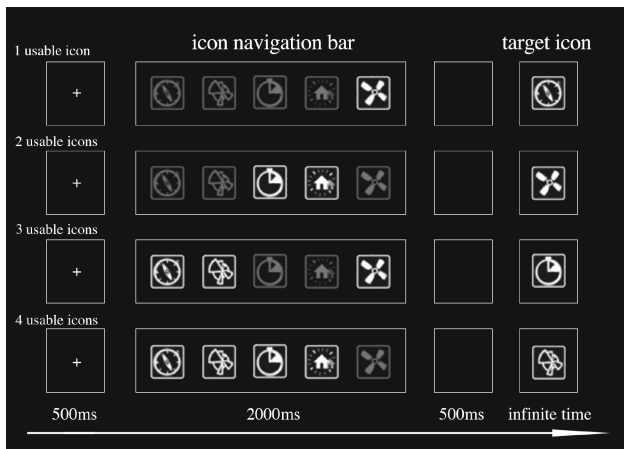 icon navigation bar
target icon
1 usable icon
+
2 usable icons
+
3 usable icons
+
4 usable icons
+
500ms
2000ms
500ms
infinite time